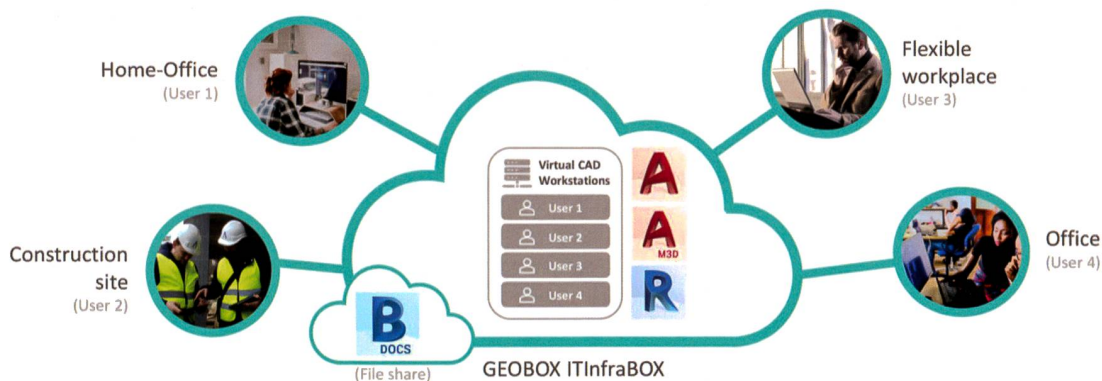 Home-Office
(User 1)
Flexible
workplace
(User 3)
Virtual CAD
Workstations
User 1
User 2
User 3
User 4
A
A
M3D
R
Construction
site
(User 2)
Office
(User 4)
B
DOCS
(File share)
GEOBOX ITInfraBOX